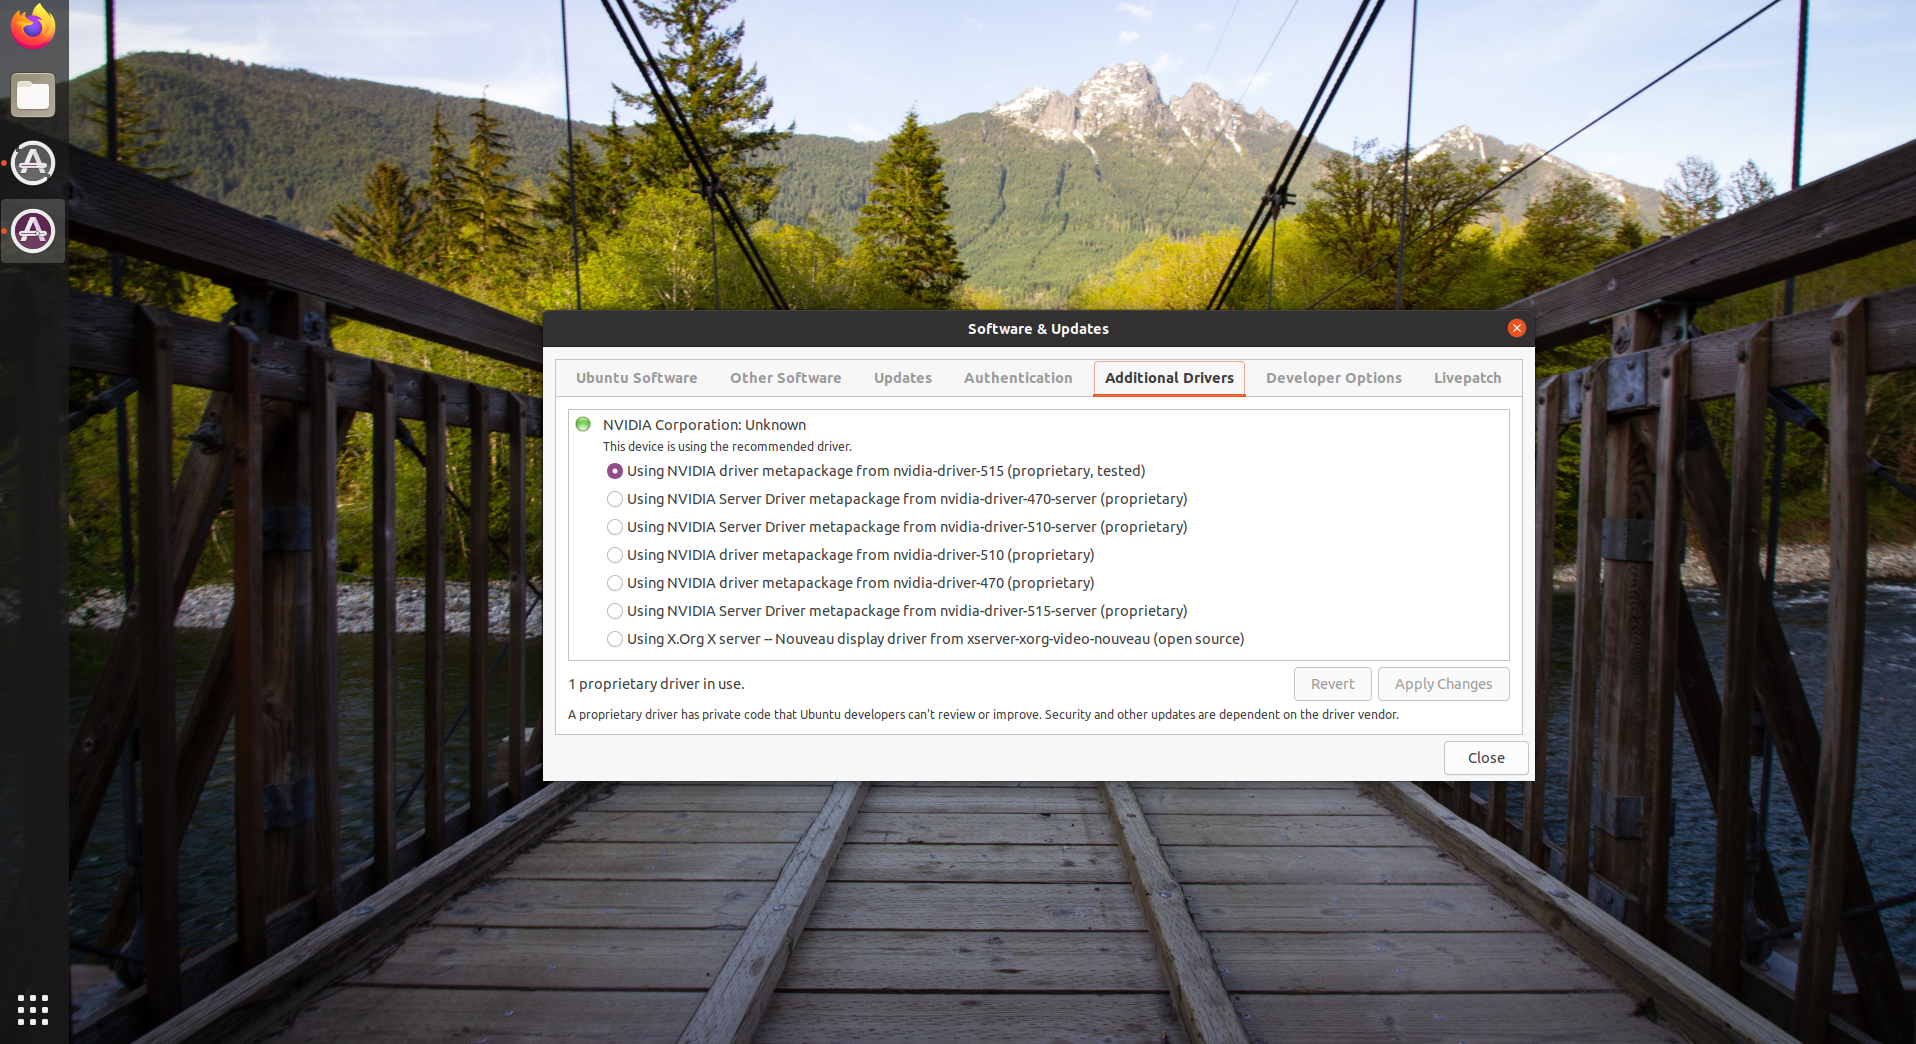 Software & Updates
Ubuntu Software
Other Software
Updates
Authentication
Additional Drivers
Developer Options
Livepatch
NVIDIA Corporation: Unknown
This device is using the recommended driver.
Using NVIDIA driver metapackage from nvidia-driver-515 (proprietary, tested)
Using NVIDIA Server Driver metapackage from nvidia-driver-470-server (proprietary)
Using NVIDIA Server Driver metapackage from nvidia-driver-510-server (proprietary)
Using NVIDIA driver metapackage from nvidia-driver-510 (proprietary)
Using NVIDIA driver metapackage from nvidia-driver-470 (proprietary)
Using NVIDIA Server Driver metapackage from nvidia-driver-515-server (proprietary)
Using X.Org X server -- Nouveau display driver from xserver-xorg-video-nouveau (open source)
1 proprietary driver in use.
Revert
Apply Changes
A proprietary driver has private code that Ubuntu developers can't review or improve. Security and other updates are dependent on the driver vendor.
Close